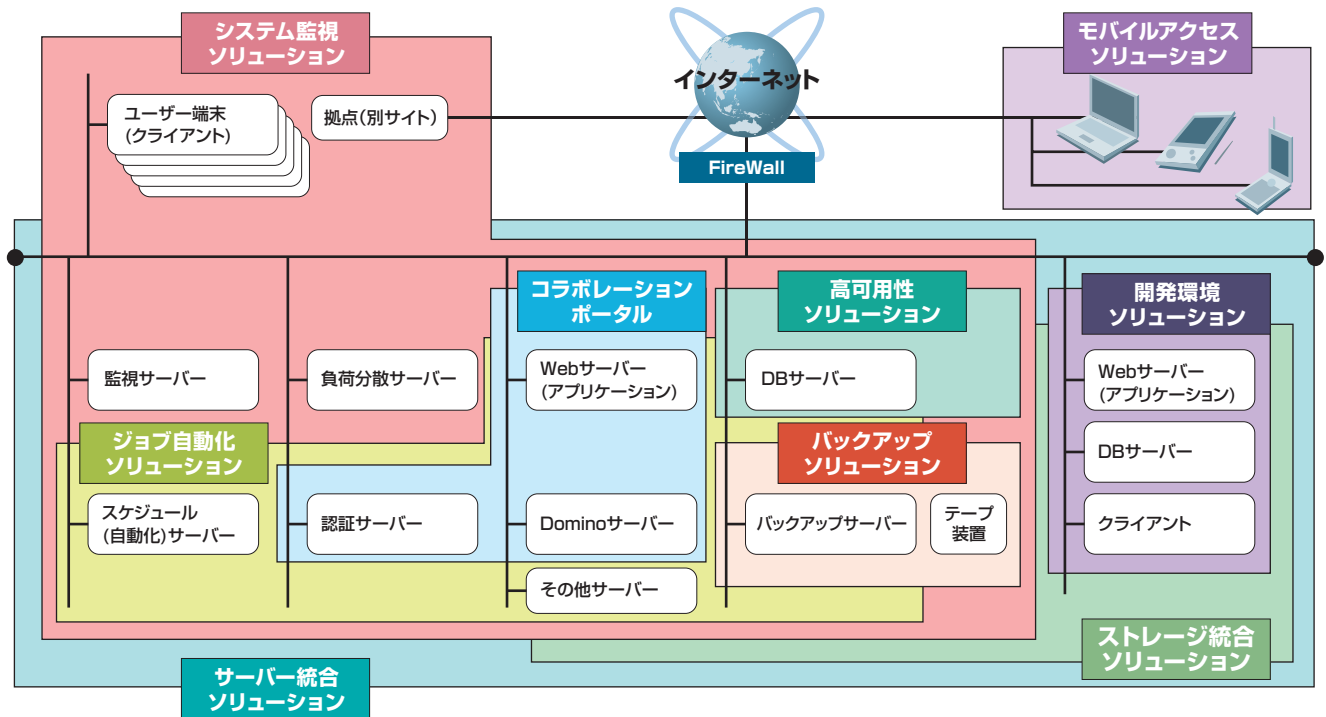 システム監視
ソリューション
インターネット
FireWall
モバイルアクセス
ソリューション
ユーザー端末
(クライアント)
拠点(別サイト)
コラボレーション
ポータル
高可用性
ソリューション
開発環境
ソリューション
監視サーバー
負荷分散サーバー
Webサーバー
(アプリケーション)
DBサーバー
Webサーバー
(アプリケーション)
ジョブ自動化
ソリューション
バックアップ
ソリューション
DBサーバー
スケジュール
(自動化)サーバー
認証サーバー
Dominoサーバー
バックアップサーバー
テープ
装置
クライアント
その他サーバー
ストレージ統合
ソリューション
サーバー統合
ソリューション